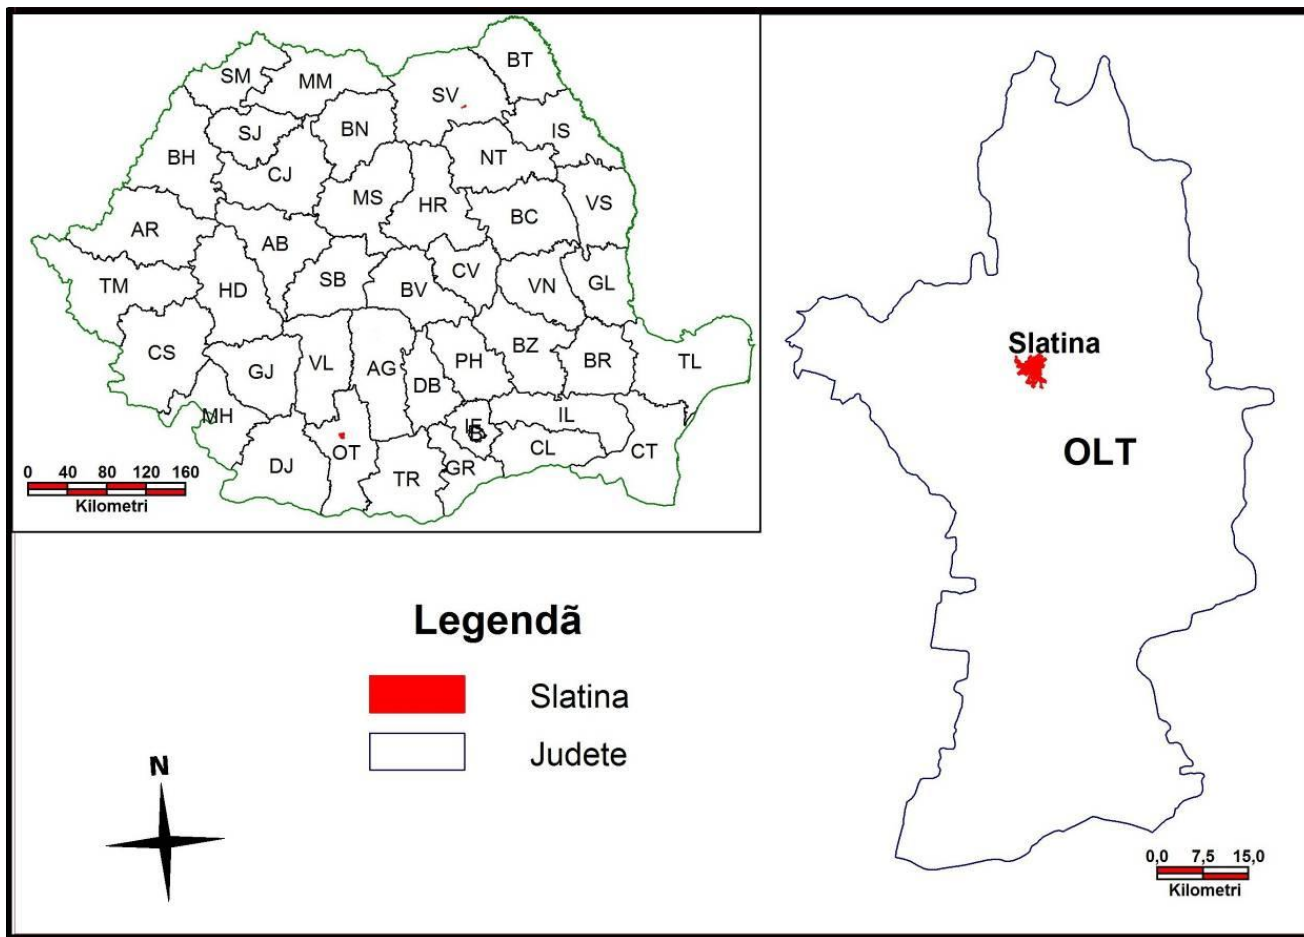 BT
SM
MM
SV
SJ
BN
IS
BH
NT
CJ
MS
HR
VS
BC
AR
AB
CV
SB
TM
HD
BV
VN
GL
CS
VL
PH
BZ
BR
TL
GJ
AG
DB
MH
IL
IF
B
OT
CL
CT
DJ
TR
GR
0 40 80 120 160
Kilometri
Slatina
OLT
Legendã
Slatina
Judete
N
0,0 7,5 15,0
Kilometri